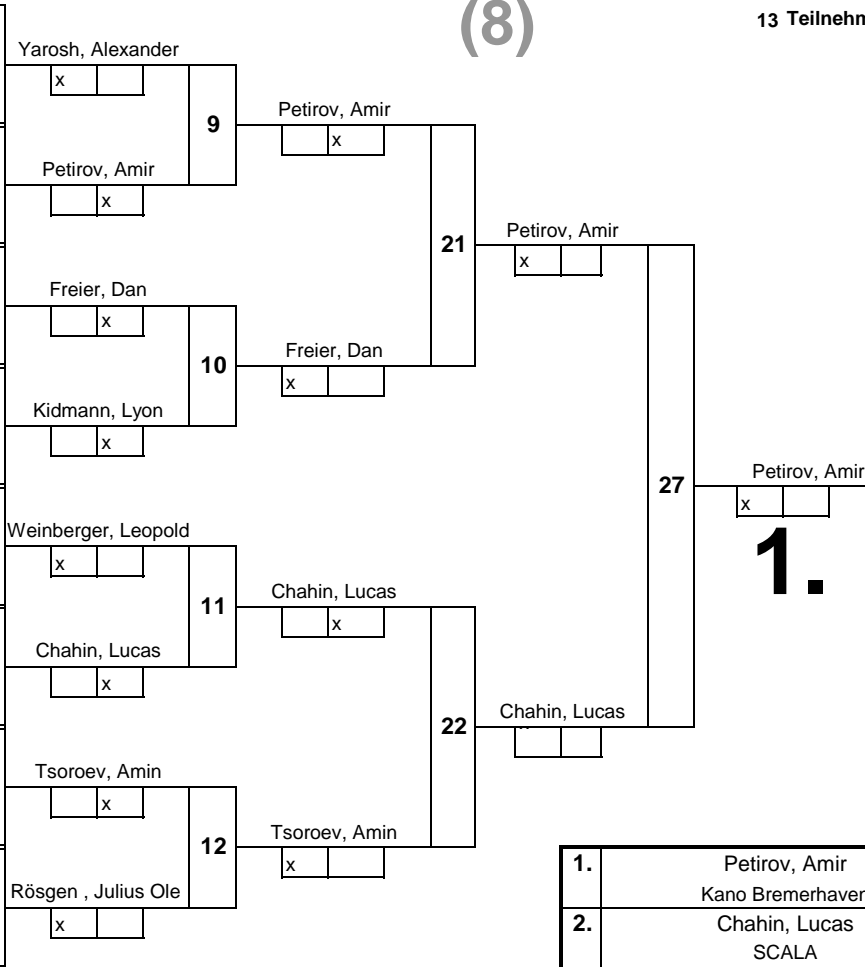 (8)
13 Teilnehm
Yarosh, Alexander
x
9
Petirov, Amir
x
Petirov, Amir
x
21
Petirov, Amir
x
Freier, Dan
x
10
Freier, Dan
x
Kidmann, Lyon
x
27
Petirov, Amir
x
1.
Weinberger, Leopold
x
11
Chahin, Lucas
x
Chahin, Lucas
x
22
Chahin, Lucas
Tsoroev, Amin
x
12
Tsoroev, Amin
x
Rösgen , Julius Ole
x
1. Petirov, Amir
Kano Bremerhaven
2. Chahin, Lucas
SCALA